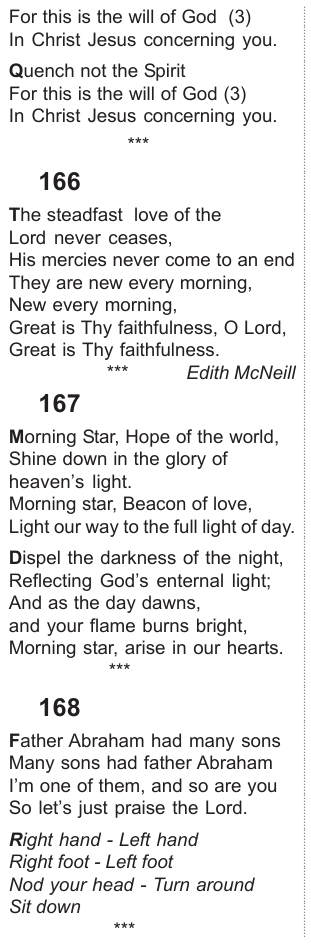 For this is the will of God  (3)
In Christ Jesus concerning you.
Quench not the Spirit
For this is the will of God (3)
In Christ Jesus concerning you.
***
166
The steadfast  love of the
Lord never ceases,
His mercies never come to an end
They are new every morning,
New every morning,
Great is Thy faithfulness, O Lord,
Great is Thy faithfulness.
*** Edith McNeill
167
Morning Star, Hope of the world,
Shine down in the glory of
heaven's light.
Morning star, Beacon of love,
Light our way to the full light of day.
Dispel the darkness of the night,
Reflecting God's enternal light;
And as the day dawns,
and your flame burns bright,
Morning star, arise in our hearts.
***
168
Father Abraham had many sons
Many sons had father Abraham
I'm one of them, and so are you
So let's just praise the Lord.
Right hand - Left hand
Right foot - Left foot
Nod your head - Turn around
Sit down
***